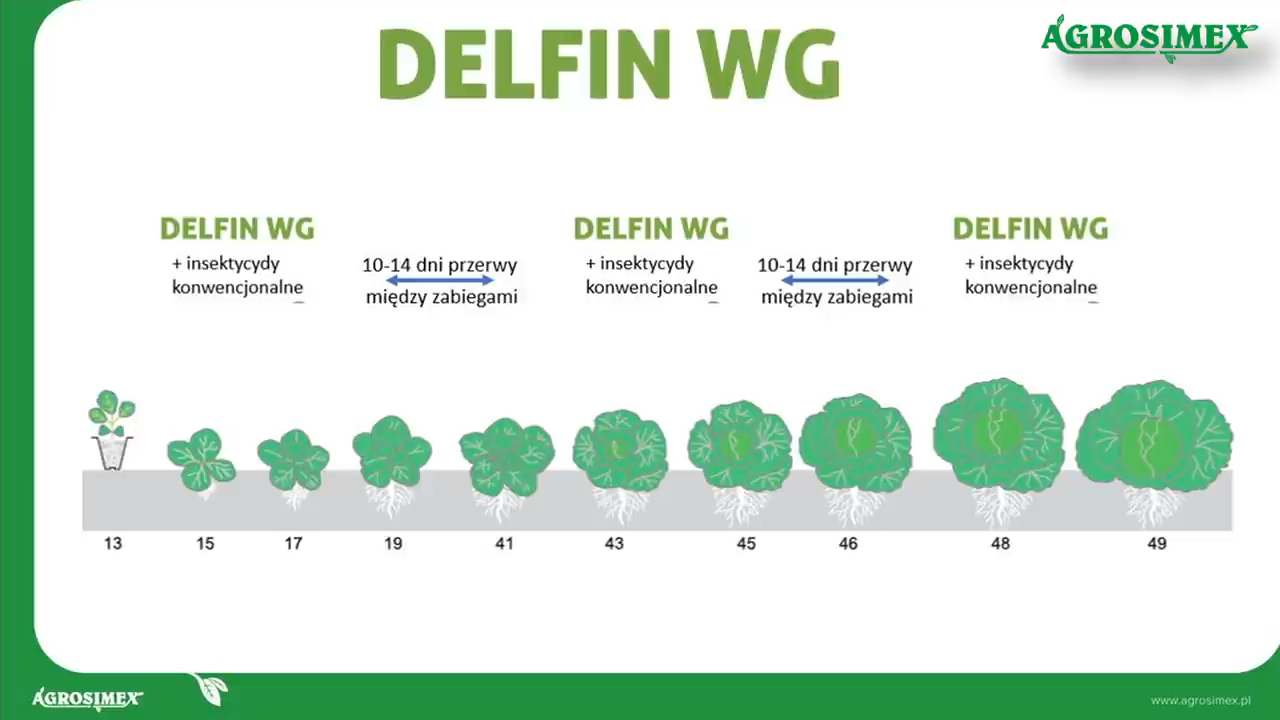 DELFIN WG
AGROSIMEX
DELFIN WG
+ insektycydy
konwencjonalne
10-14 dni przerwy
między zabiegami
DELFIN WG
+ insektycydy
konwencjonalne
10-14 dni przerwy
między zabiegami
DELFIN WG
+ insektycydy
konwencjonalne
13 15 17 19 41 43 45 46 48 49
AGROSIMEX
www.agrosimex.pl